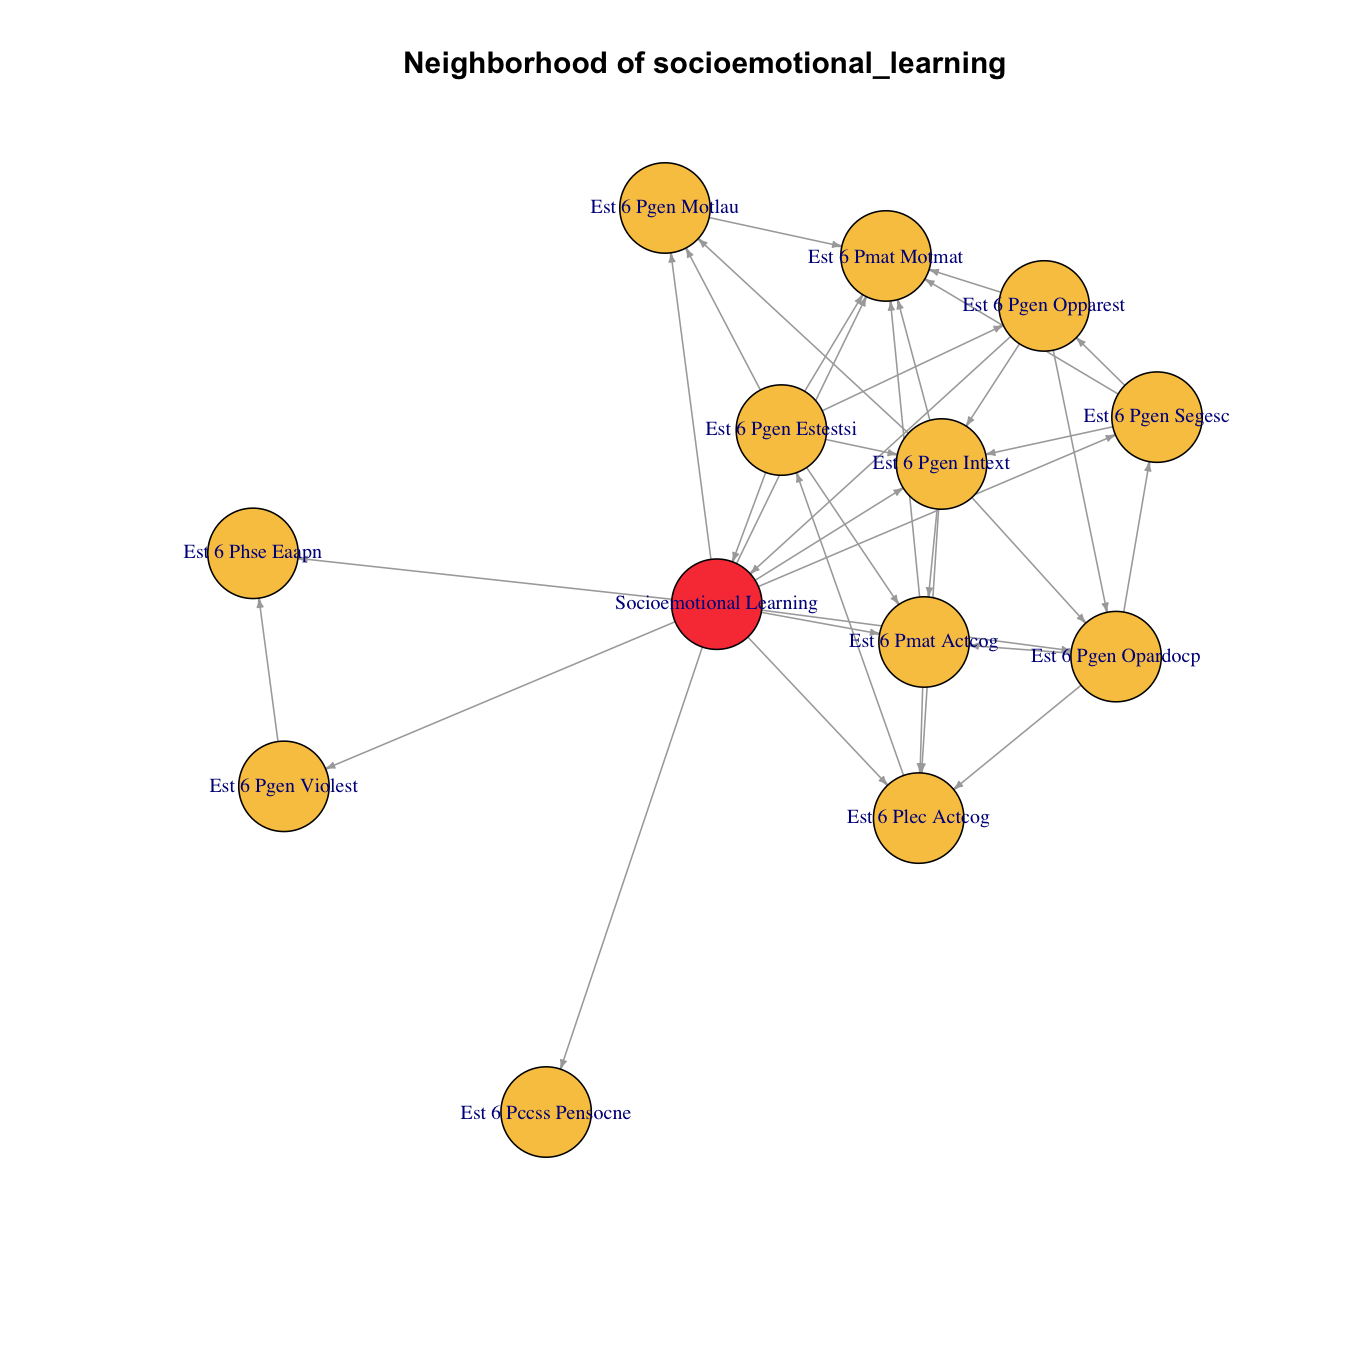 Neighborhood of socioemotional_learning
Est 6 Pgen Motlau
Est 6 Pmat Motmat
Est 6 Pgen Opparest
Est 6 Pgen Segesc
Est 6 Pgen Estestsi
Est 6 Pgen Intext
Est 6 Phse Eaapn
Socioemotional Learning
Est 6 Pmat Actcog
Est 6 Pgen Opardocp
Est 6 Pgen Violest
Est 6 Plec Actcog
Est 6 Pccss Pensocne